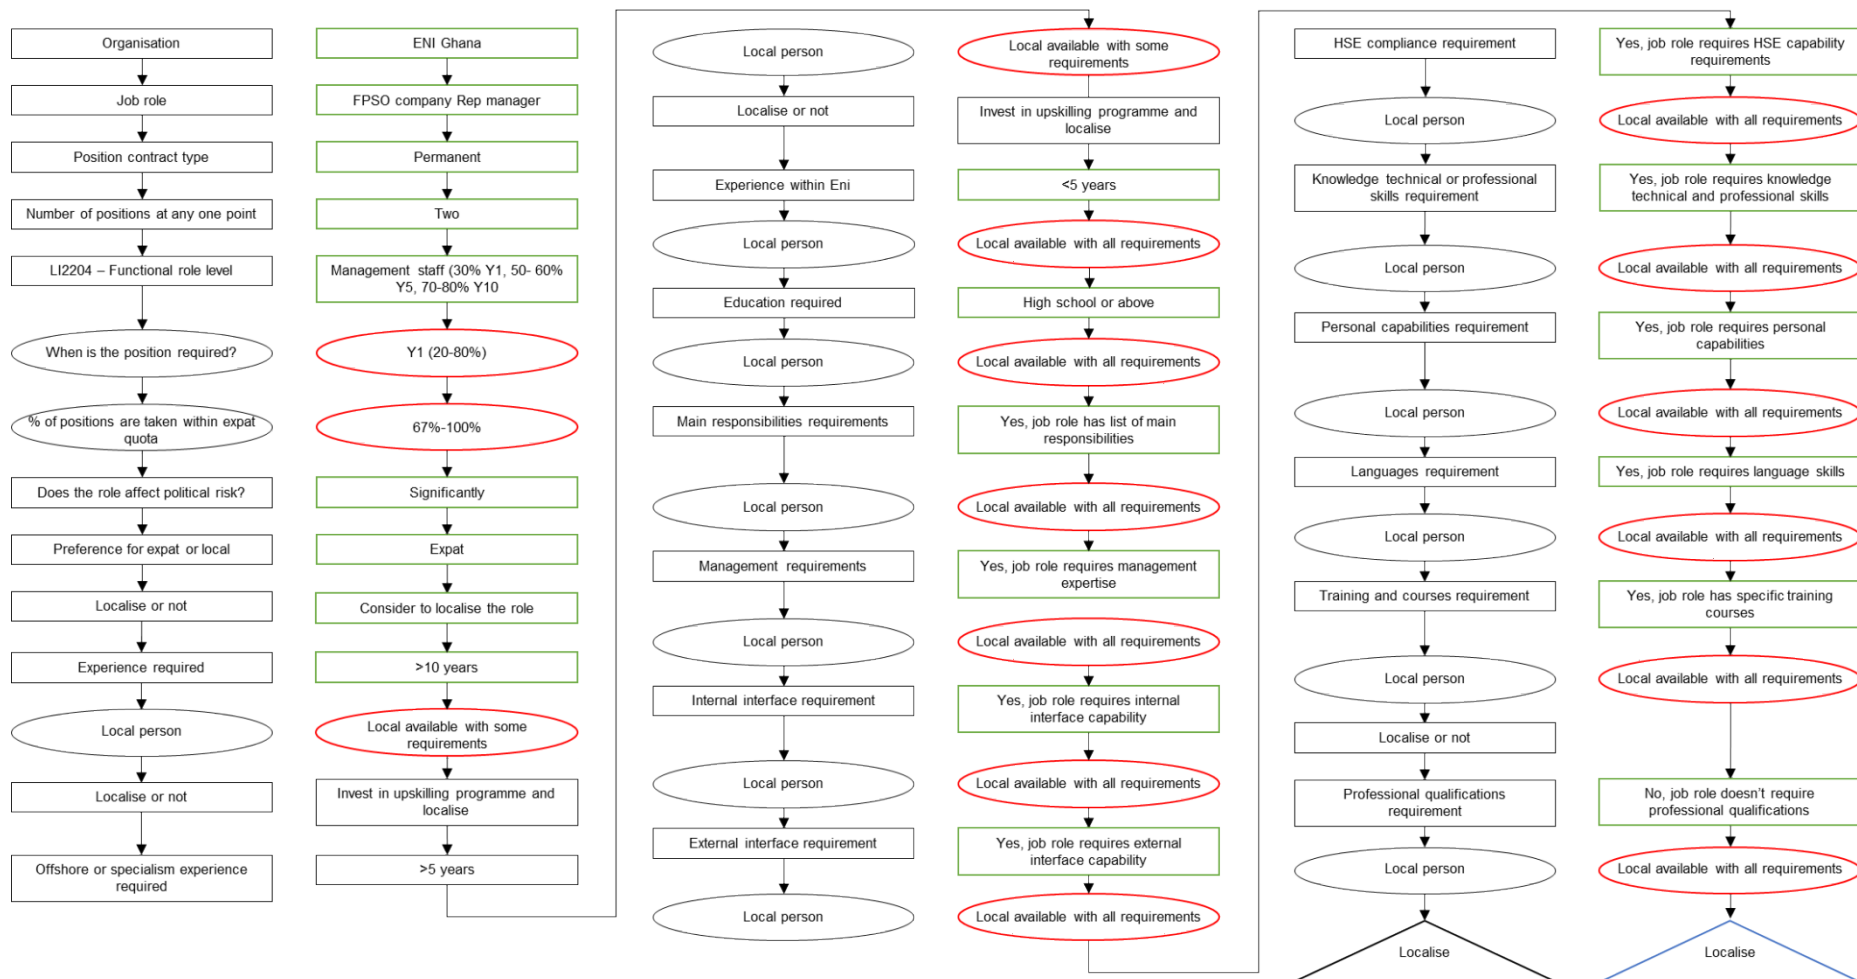 Organisation
Job role
Position contract type
Number of positions at any one point
LI2204 – Functional role level
When is the position required?
% of positions are taken within expat
quota
Does the role affect political risk?
Preference for expat or local
Localise or not
Experience required
Local person
Localise or not
Offshore or specialism experience
required
ENI Ghana
FPSO company Rep manager
Permanent
Two
Management staff (30% Y1, 50- 60%
Y5, 70-80% Y10
Y1 (20-80%)
67%-100%
Significantly
Expat
Consider to localise the role
>10 years
Local available with some
requirements
Invest in upskilling programme and
localise
>5 years
Local person
Localise or not
Experience within Eni
Local person
Education required
Local person
Main responsibilities requirements
Local person
Management requirements
Local person
Internal interface requirement
Local person
External interface requirement
Local person
Local available with some
requirements
Invest in upskilling programme and
localise
<5 years
Local available with all requirements
High school or above
Local available with all requirements
Yes, job role has list of main
responsibilities
Local available with all requirements
Yes, job role requires management
expertise
Local available with all requirements
Yes, job role requires internal
interface capability
Local available with all requirements
Yes, job role requires external
interface capability
Local available with all requirements
HSE compliance requirement
Local person
Knowledge technical or professional
skills requirement
Local person
Personal capabilities requirement
Local person
Languages requirement
Local person
Training and courses requirement
Local person
Localise or not
Professional qualifications
requirement
Local person
Localise
Yes, job role requires HSE capability
requirements
Local available with all requirements
Yes, job role requires knowledge
technical and professional skills
Local available with all requirements
Yes, job role requires personal
capabilities
Local available with all requirements
Yes, job role requires language skills
Local available with all requirements
Yes, job role has specific training
courses
Local available with all requirements
No, job role doesn't require
professional qualifications
Local available with all requirements
Localise